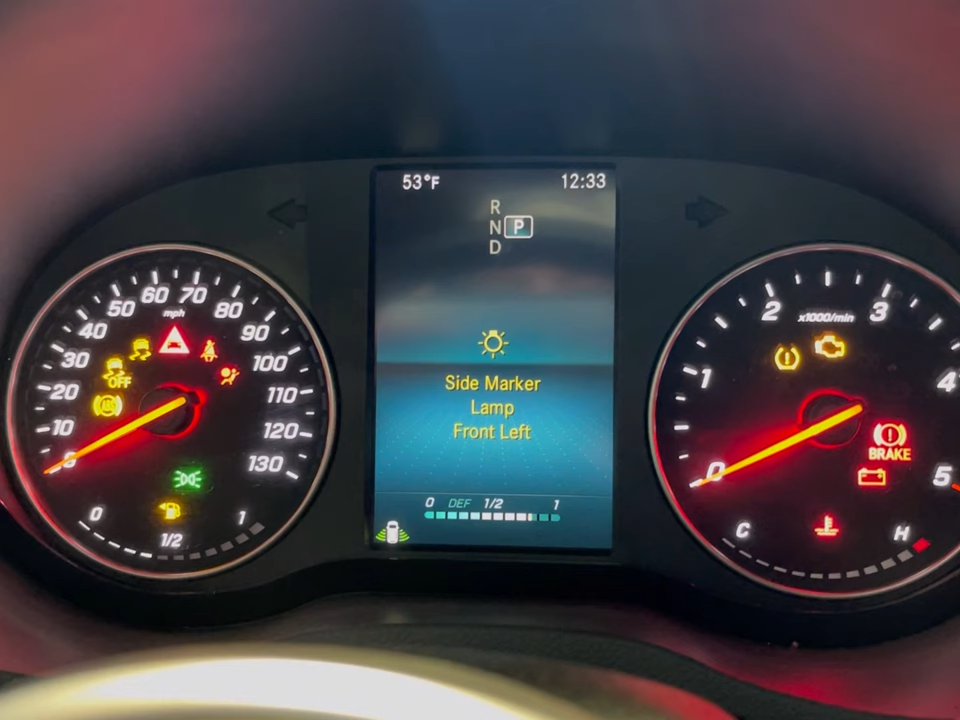 53°F 12:33
R
N P
D
60 70
50 80
mph
40 90
30 100
OFF
20 110
ABS
10 120
0 130
0 1
1/2
Side Marker
Lamp
Front Left
0 DEF 1/2 1
2 3
x1000/min
1 4
BRAKE
0 5
C H